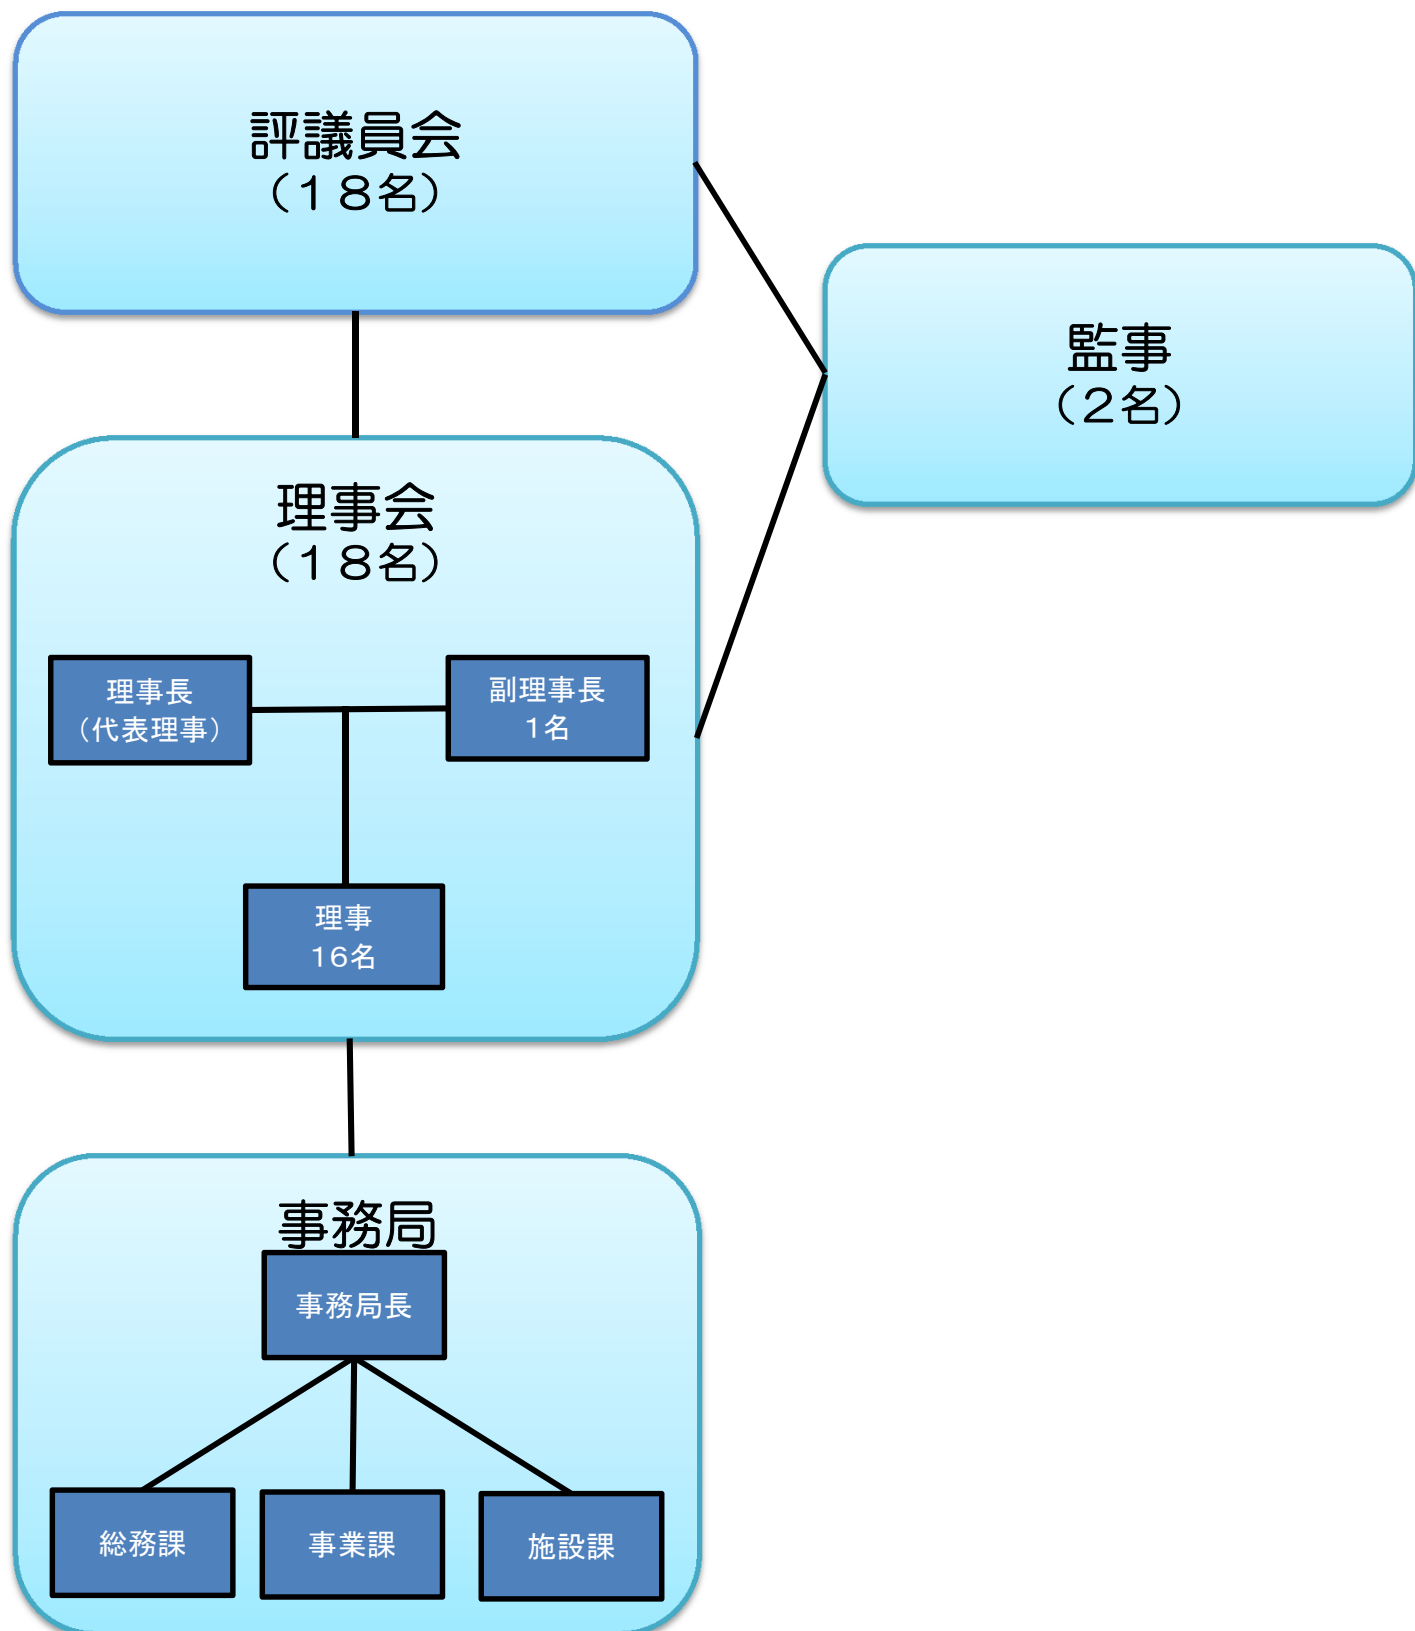 評議員会
（１８名）
監事
（２名）
理事会
（１８名）
理事長
（代表理事）
副理事長
１名
理事
１６名
事務局
事務局長
総務課
事業課
施設課